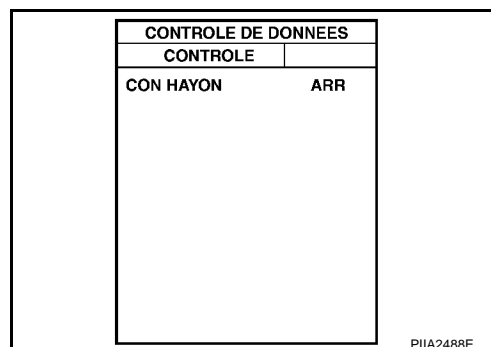 CONTROLE DE DONNEES
CONTROLE
CON HAYON ARR
PIIA2488E